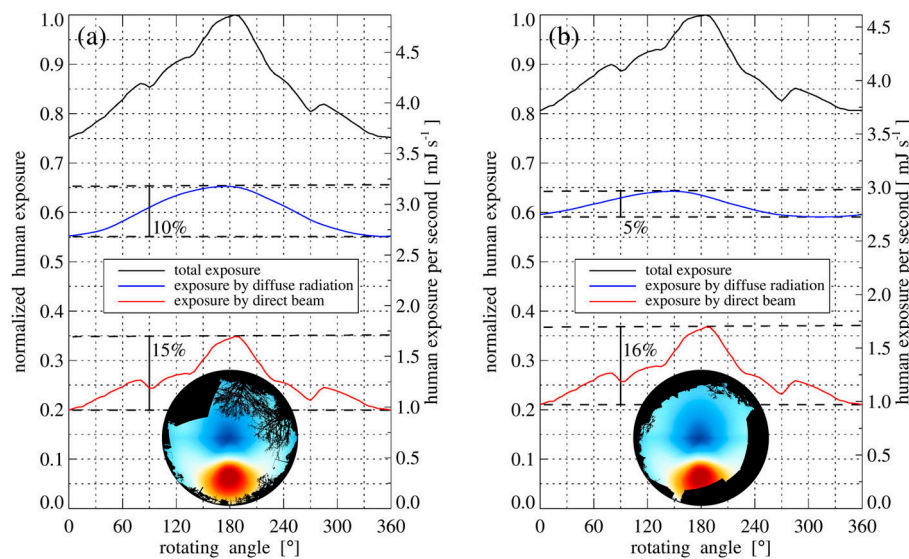 (a)
1.0
0.9
0.8
0.7
0.6
0.5
0.4
0.3
0.2
0.1
0.0
normalized human exposure
4.5
4.0
3.5
3.0
2.5
2.0
1.5
1.0
0.5
0.0
human exposure per second [ mJ s⁻¹ ]
10%
total exposure
exposure by diffuse radiation
exposure by direct beam
15%
0 60 120 180 240 300 360
rotating angle [°]
(b)
1.0
0.9
0.8
0.7
0.6
0.5
0.4
0.3
0.2
0.1
0.0
normalized human exposure
4.5
4.0
3.5
3.0
2.5
2.0
1.5
1.0
0.5
0.0
human exposure per second [ mJ s⁻¹ ]
5%
total exposure
exposure by diffuse radiation
exposure by direct beam
16%
0 60 120 180 240 300 360
rotating angle [°]